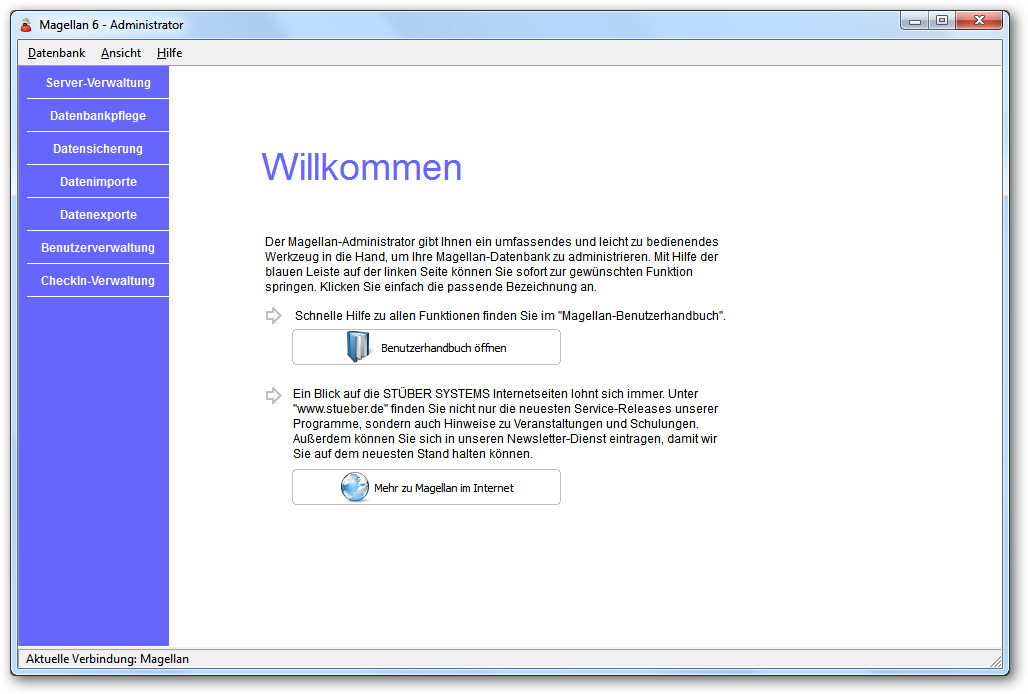 Magellan 6 - Administrator
Datenbank Ansicht Hilfe
Server-Verwaltung
Datenbankpflege
Datensicherung
Datenimporte
Datenexporte
Benutzerverwaltung
CheckIn-Verwaltung
Willkommen
Der Magellan-Administrator gibt Ihnen ein umfassendes und leicht zu bedienendes
Werkzeug in die Hand, um Ihre Magellan-Datenbank zu administrieren. Mit Hilfe der
blauen Leiste auf der linken Seite können Sie sofort zur gewünschten Funktion
springen. Klicken Sie einfach die passende Bezeichnung an.
Schnelle Hilfe zu allen Funktionen finden Sie im "Magellan-Benutzerhandbuch".
Benutzerhandbuch öffnen
Ein Blick auf die STÜBER SYSTEMS Internetseiten lohnt sich immer. Unter
"www.stueber.de" finden Sie nicht nur die neuesten Service-Releases unserer
Programme, sondern auch Hinweise zu Veranstaltungen und Schulungen.
Außerdem können Sie sich in unseren Newsletter-Dienst eintragen, damit wir
Sie auf dem neuesten Stand halten können.
Mehr zu Magellan im Internet
Aktuelle Verbindung: Magellan